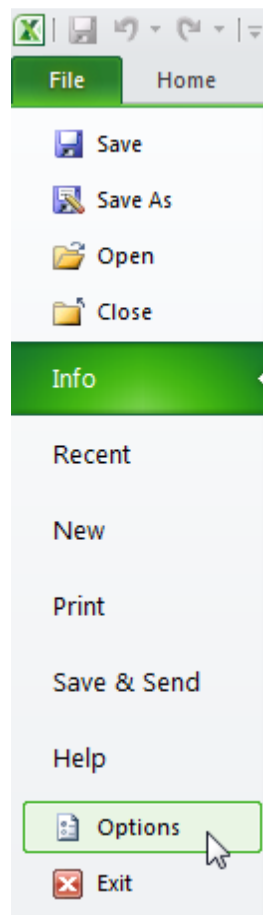 File Home
Save
Save As
Open
Close
Info
Recent
New
Print
Save & Send
Help
Options
Exit